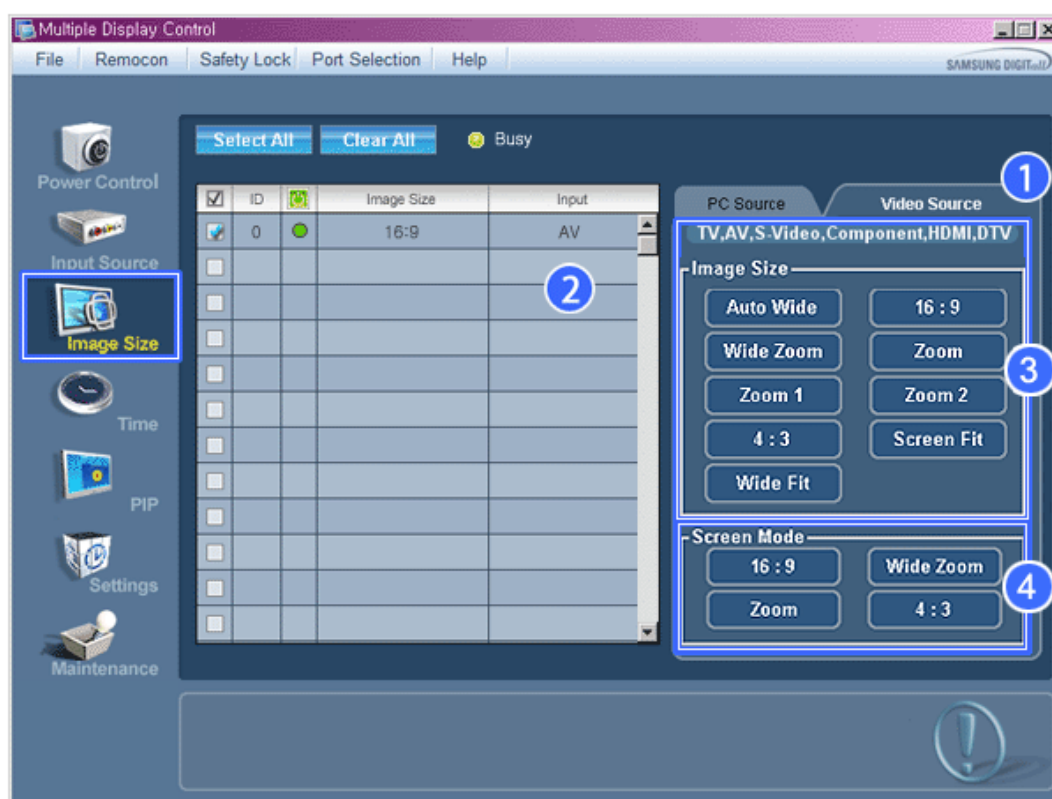 Multiple Display Control
File Remocon Safety Lock Port Selection Help
SAMSUNG DIGITall
Select All Clear All Busy
Power Control
Input Source
Image Size
Time
PIP
Settings
Maintenance
ID Image Size Input
0 16:9 AV
2
1
PC Source Video Source
TV,AV,S-Video,Component,HDMI,DTV
Image Size
Auto Wide 16 : 9
Wide Zoom Zoom
3
Zoom 1 Zoom 2
4 : 3 Screen Fit
Wide Fit
Screen Mode
16 : 9 Wide Zoom
4
Zoom 4 : 3